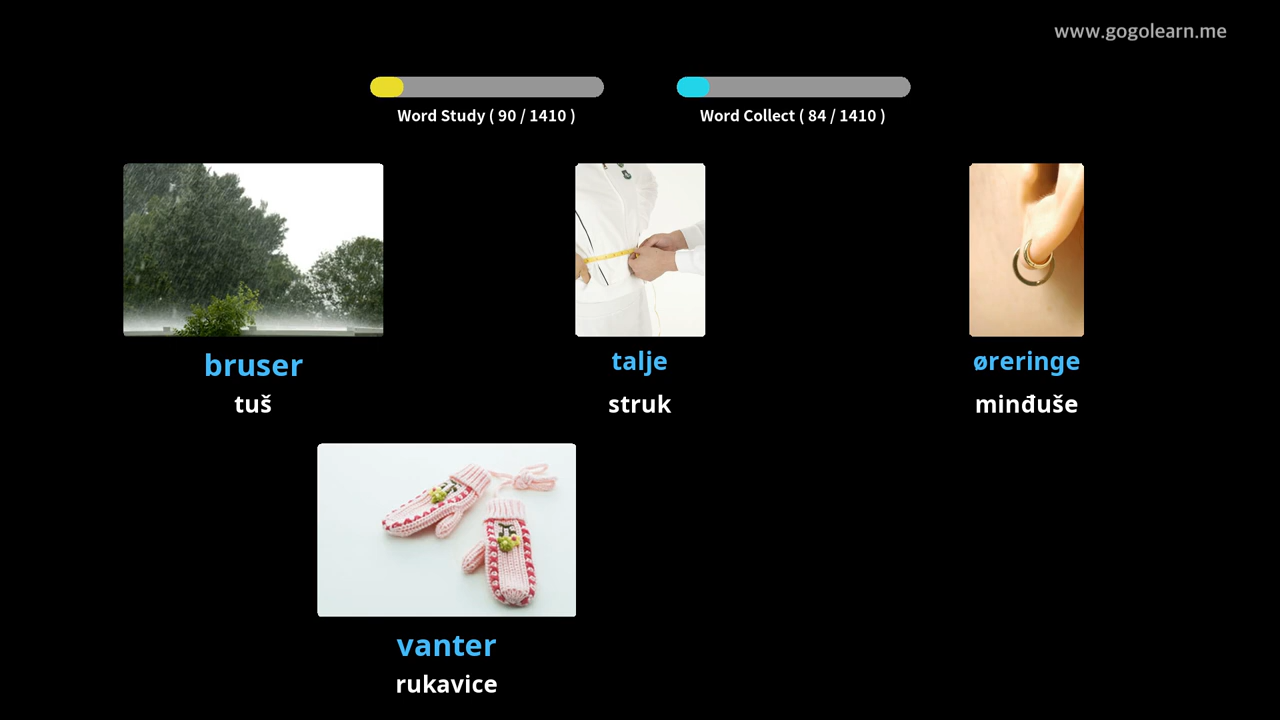 www.gogolearn.me
Word Study ( 90 / 1410 )
Word Collect ( 84 / 1410 )
bruser
tuš
talje
struk
øreringe
minđuše
vanter
rukavice